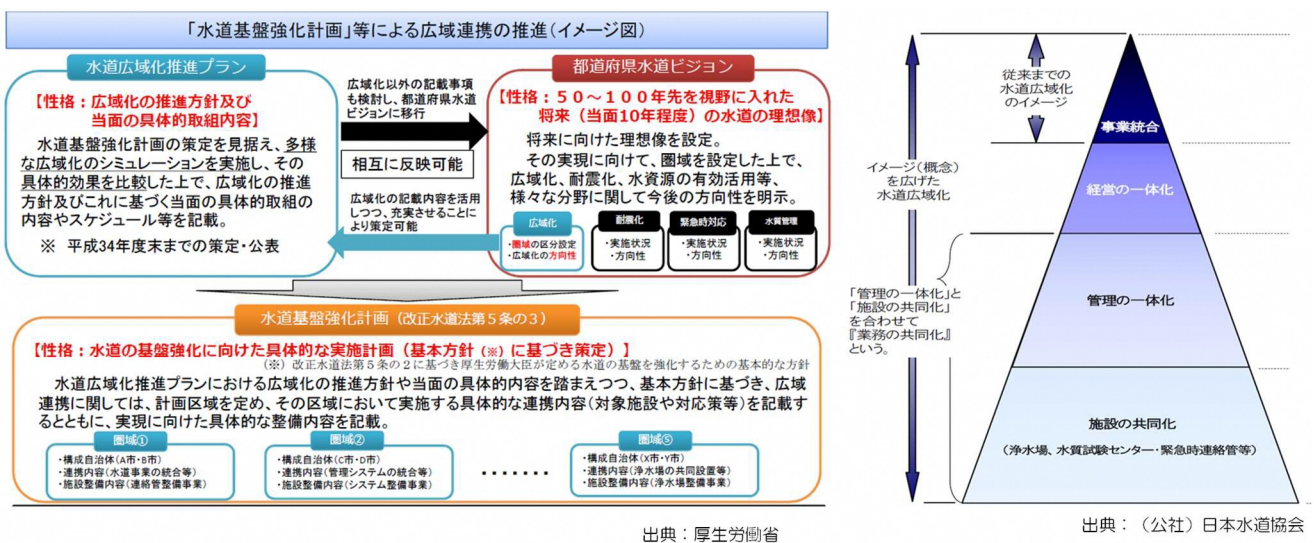 「水道基盤強化計画」等による広域連携の推進(イメージ図)
水道広域化推進プラン
【性格：広域化の推進方針及び
当面の具体的取組内容】
水道基盤強化計画の策定を見据え、多様
な広域化のシミュレーションを実施し、その
具体的効果を比較した上で、広域化の推進
方針及びこれに基づく当面の具体的取組の
内容やスケジュール等を記載。
※ 平成34年度末までの策定・公表
広域化以外の記載事項
も検討し、都道府県水道
ビジョンに移行
相互に反映可能
広域化の記載内容を活用
しつつ、充実させることに
より策定可能
都道府県水道ビジョン
【性格：５０～１００年先を視野に入れた
将来（当面10年程度）の水道の理想像】
将来に向けた理想像を設定。
その実現に向けて、圏域を設定した上で、
広域化、耐震化、水資源の有効活用等、
様々な分野に関して今後の方向性を明示。
広域化
・圏域の区分設定
・広域化の方向性
耐震化
・実施状況
・方向性
緊急時対応
・実施状況
・方向性
水質管理
・実施状況
・方向性
水道基盤強化計画（改正水道法第５条の３）
【性格：水道の基盤強化に向けた具体的な実施計画（基本方針（※）に基づき策定）】
（※）改正水道法第５条の２に基づき厚生労働大臣が定める水道の基盤を強化するための基本的な方針
水道広域化推進プランにおける広域化の推進方針や当面の具体的内容を踏まえつつ、基本方針に基づき、広域
連携に関しては、計画区域を定め、その区域において実施する具体的な連携内容(対象施設や対応策等)を記載す
るとともに、実現に向けた具体的な整備内容を記載。
圏域①
・構成自治体(A市・B市)
・連携内容(水道事業の統合等)
・施設整備内容(連絡管整備事業)
圏域②
・構成自治体(C市・D市)
・連携内容(管理システムの統合等)
・施設整備内容(システム整備事業)
・・・・・・・
圏域⑤
・構成自治体(X市・Y市)
・連携内容(浄水場の共同設置等)
・施設整備内容(浄水場整備事業)
出典：厚生労働省
従来までの
水道広域化
のイメージ
イメージ(概念)
を広げた
水道広域化
「管理の一体化」と
「施設の共同化」
を合わせて
『業務の共同化』
という。
事業統合
経営の一体化
管理の一体化
施設の共同化
(浄水場、水質試験センター・緊急時連絡管等)
出典：（公社）日本水道協会